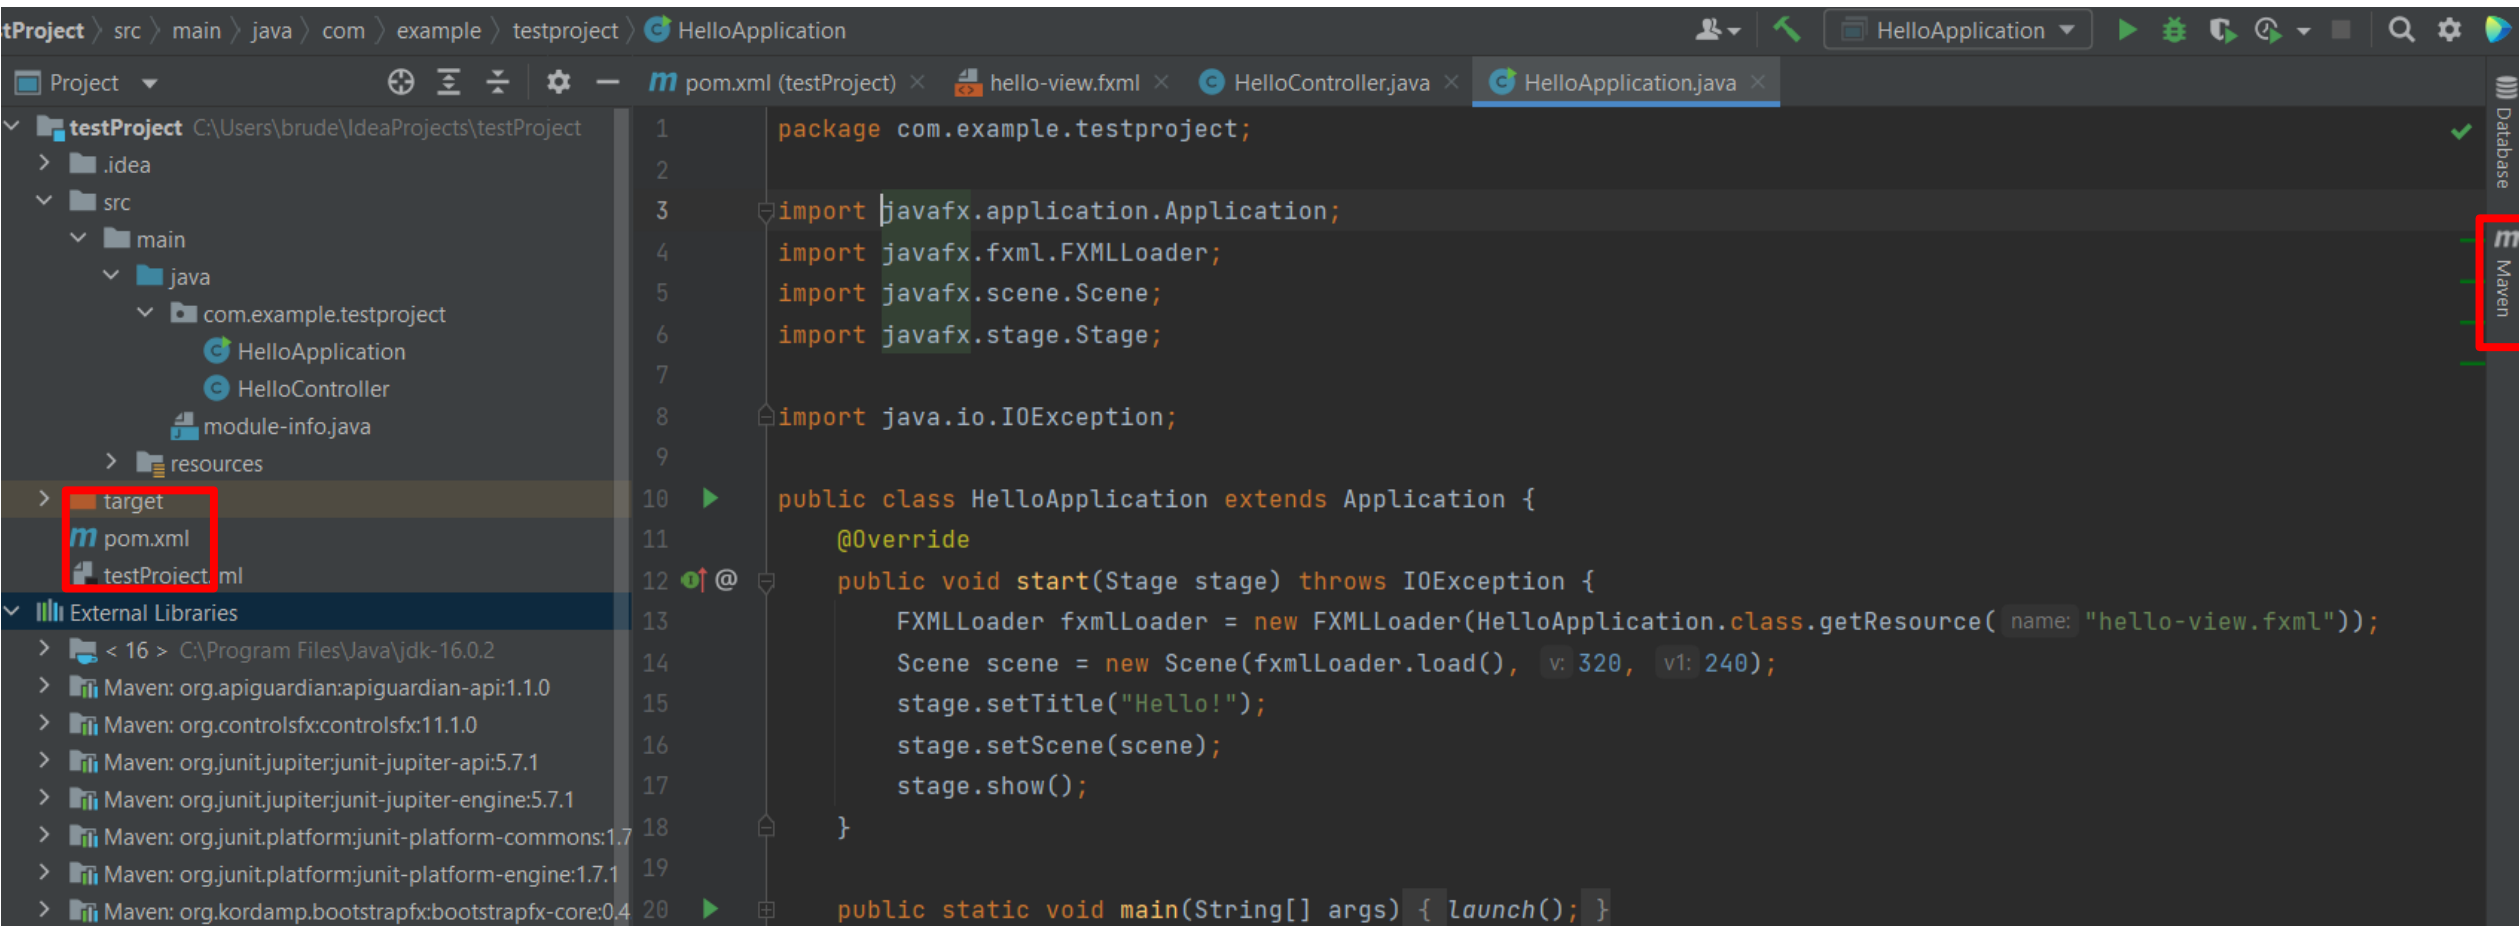 tProject > src > main > java > com > example > testproject > HelloApplication
HelloApplication
Project
pom.xml (testProject)
hello-view.fxml
HelloController.java
HelloApplication.java
testProject C:\Users\brude\IdeaProjects\testProject
.idea
src
main
java
com.example.testproject
HelloApplication
HelloController
module-info.java
resources
target
pom.xml
testProject ml
External Libraries
< 16 > C:\Program Files\Java\jdk-16.0.2
Maven: org.apiguardian:apiguardian-api:1.1.0
Maven: org.controlsfx:controlsfx:11.1.0
Maven: org.junit.jupiter:junit-jupiter-api:5.7.1
Maven: org.junit.jupiter:junit-jupiter-engine:5.7.1
Maven: org.junit.platform:junit-platform-commons:1.7
Maven: org.junit.platform:junit-platform-engine:1.7.1
Maven: org.kordamp.bootstrapfx:bootstrapfx-core:0.4
1 package com.example.testproject;
2
3 import javafx.application.Application;
4 import javafx.fxml.FXMLLoader;
5 import javafx.scene.Scene;
6 import javafx.stage.Stage;
7
8 import java.io.IOException;
9
10 public class HelloApplication extends Application {
11 @Override
12 @ public void start(Stage stage) throws IOException {
13 FXMLLoader fxmlLoader = new FXMLLoader(HelloApplication.class.getResource( name: "hello-view.fxml"));
14 Scene scene = new Scene(fxmlLoader.load(), v: 320, v1: 240);
15 stage.setTitle("Hello!");
16 stage.setScene(scene);
17 stage.show();
18 }
19
20 public static void main(String[] args) { launch(); }
Database
m Maven